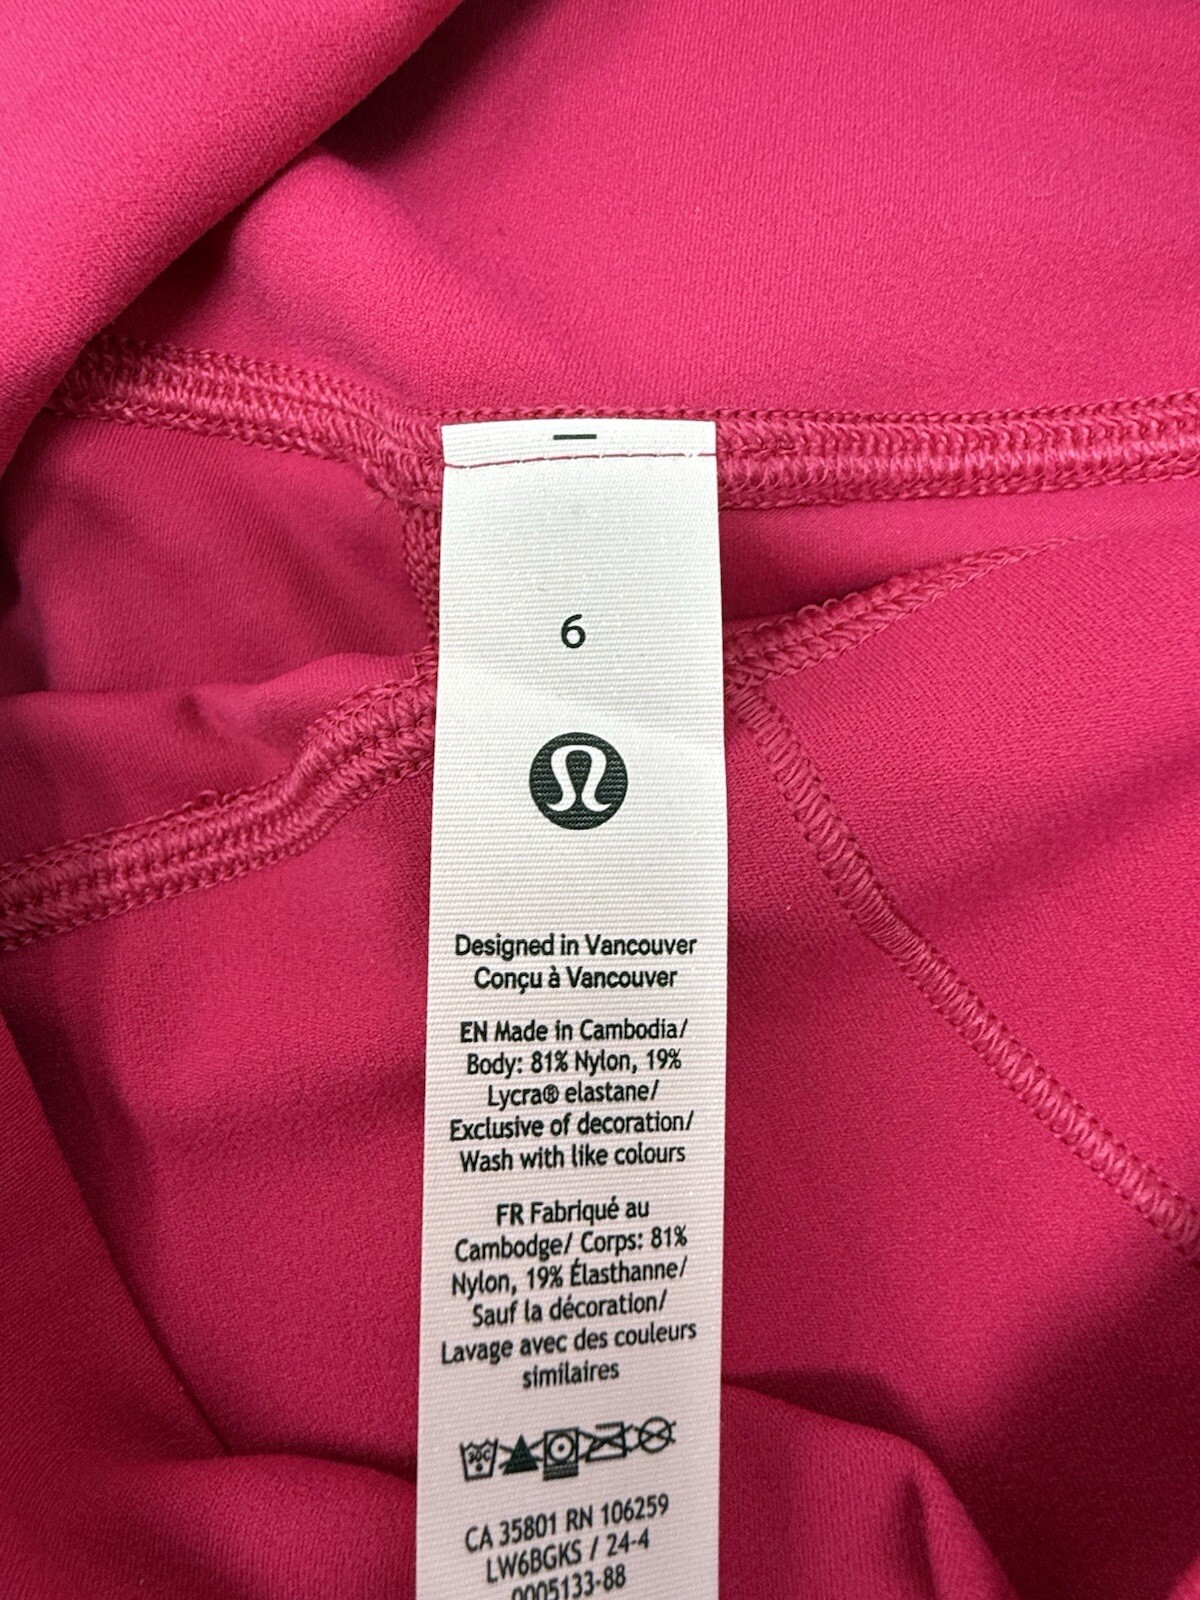 6
Designed in Vancouver
Conçu à Vancouver
EN Made in Cambodia/
Body: 81% Nylon, 19%
Lycra® elastane/
Exclusive of decoration/
Wash with like colours
FR Fabriqué au
Cambodge/ Corps: 81%
Nylon, 19% Élasthanne/
Sauf la décoration/
Lavage avec des couleurs
similaires
30C
CA 35801 RN 106259
LW6BGKS / 24-4
0005133-88